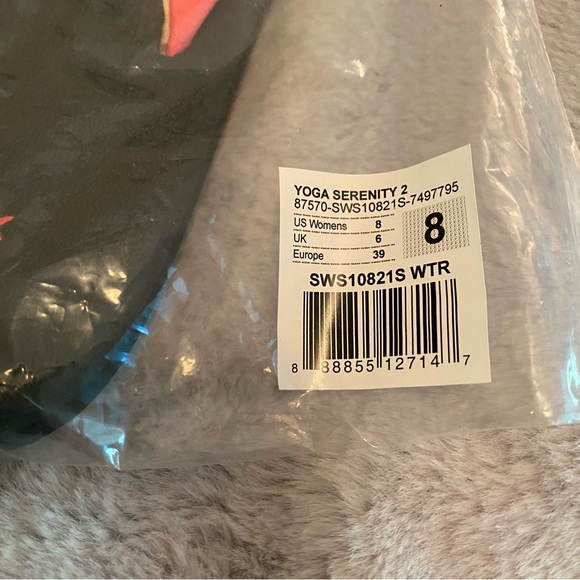 YOGA SERENITY 2
87570-SWS10821S-7497795
US Womens 8
UK 6
Europe 39
8
SWS10821S WTR
8 88855 12714 7